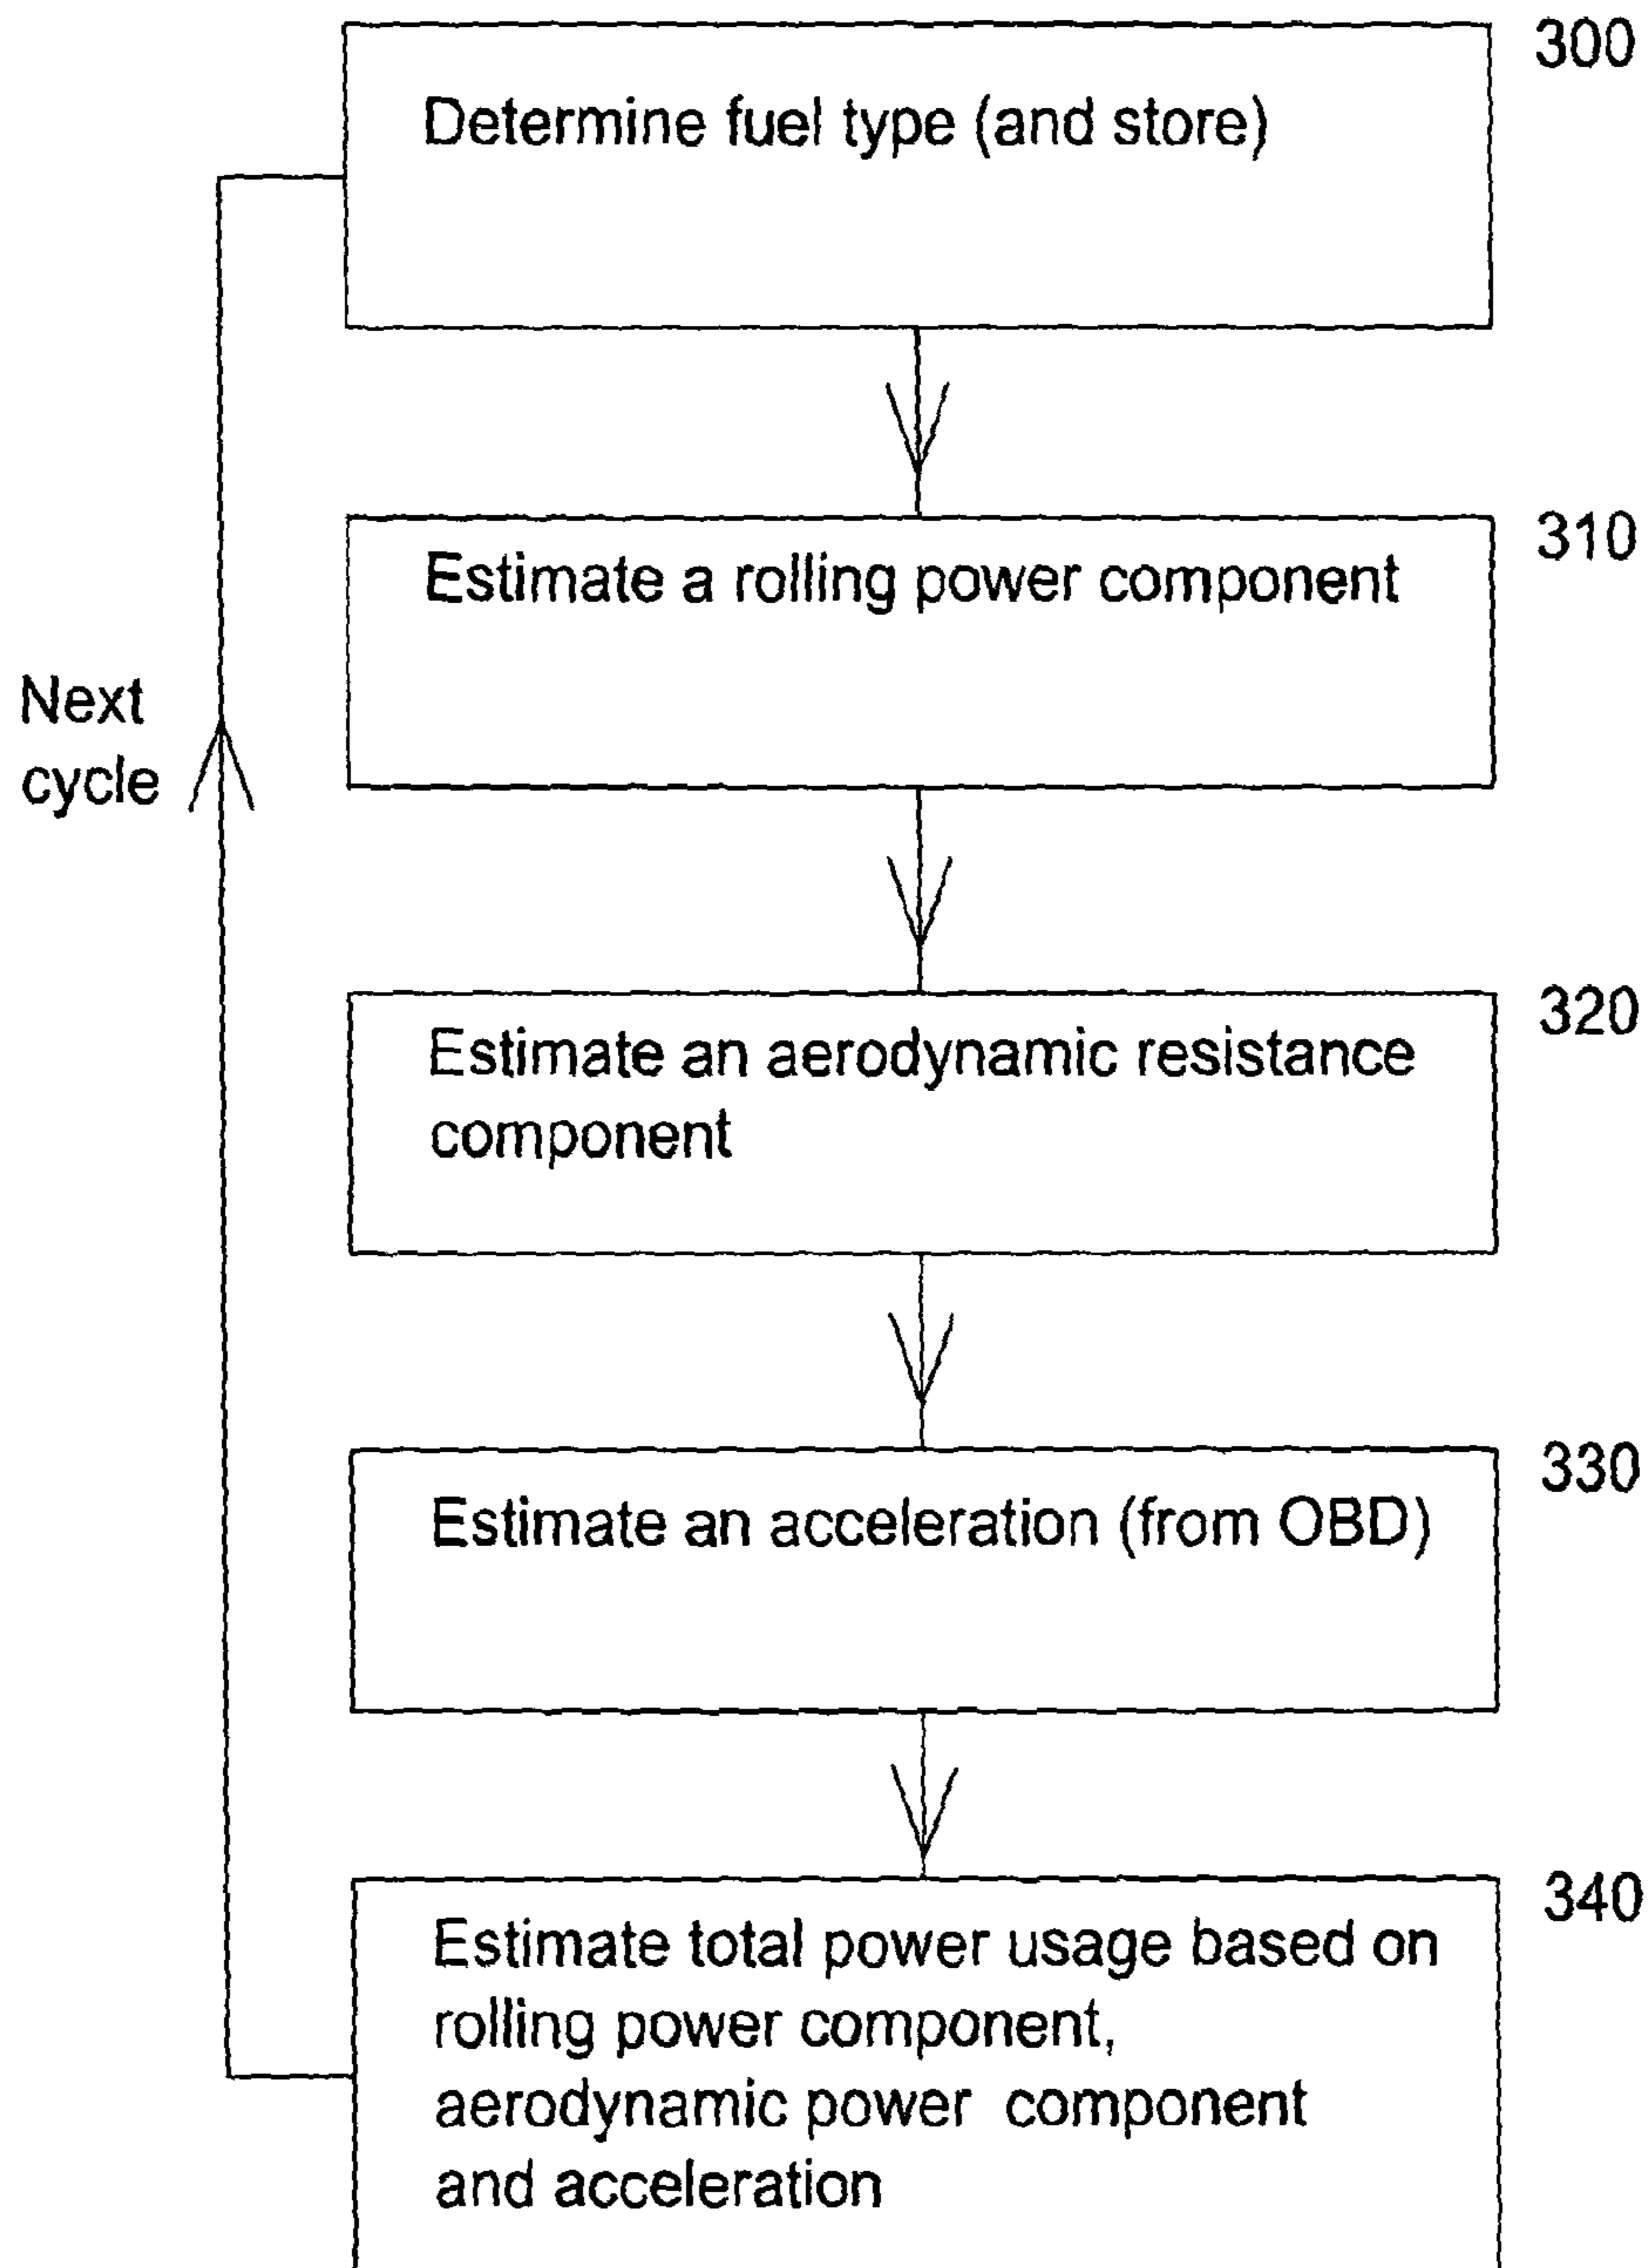 300
Determine fuel type (and store)
310
Estimate a rolling power component
Next
cycle
320
Estimate an aerodynamic resistance
component
330
Estimate an acceleration (from OBD)
340
Estimate total power usage based on
rolling power component,
aerodynamic power component
and acceleration